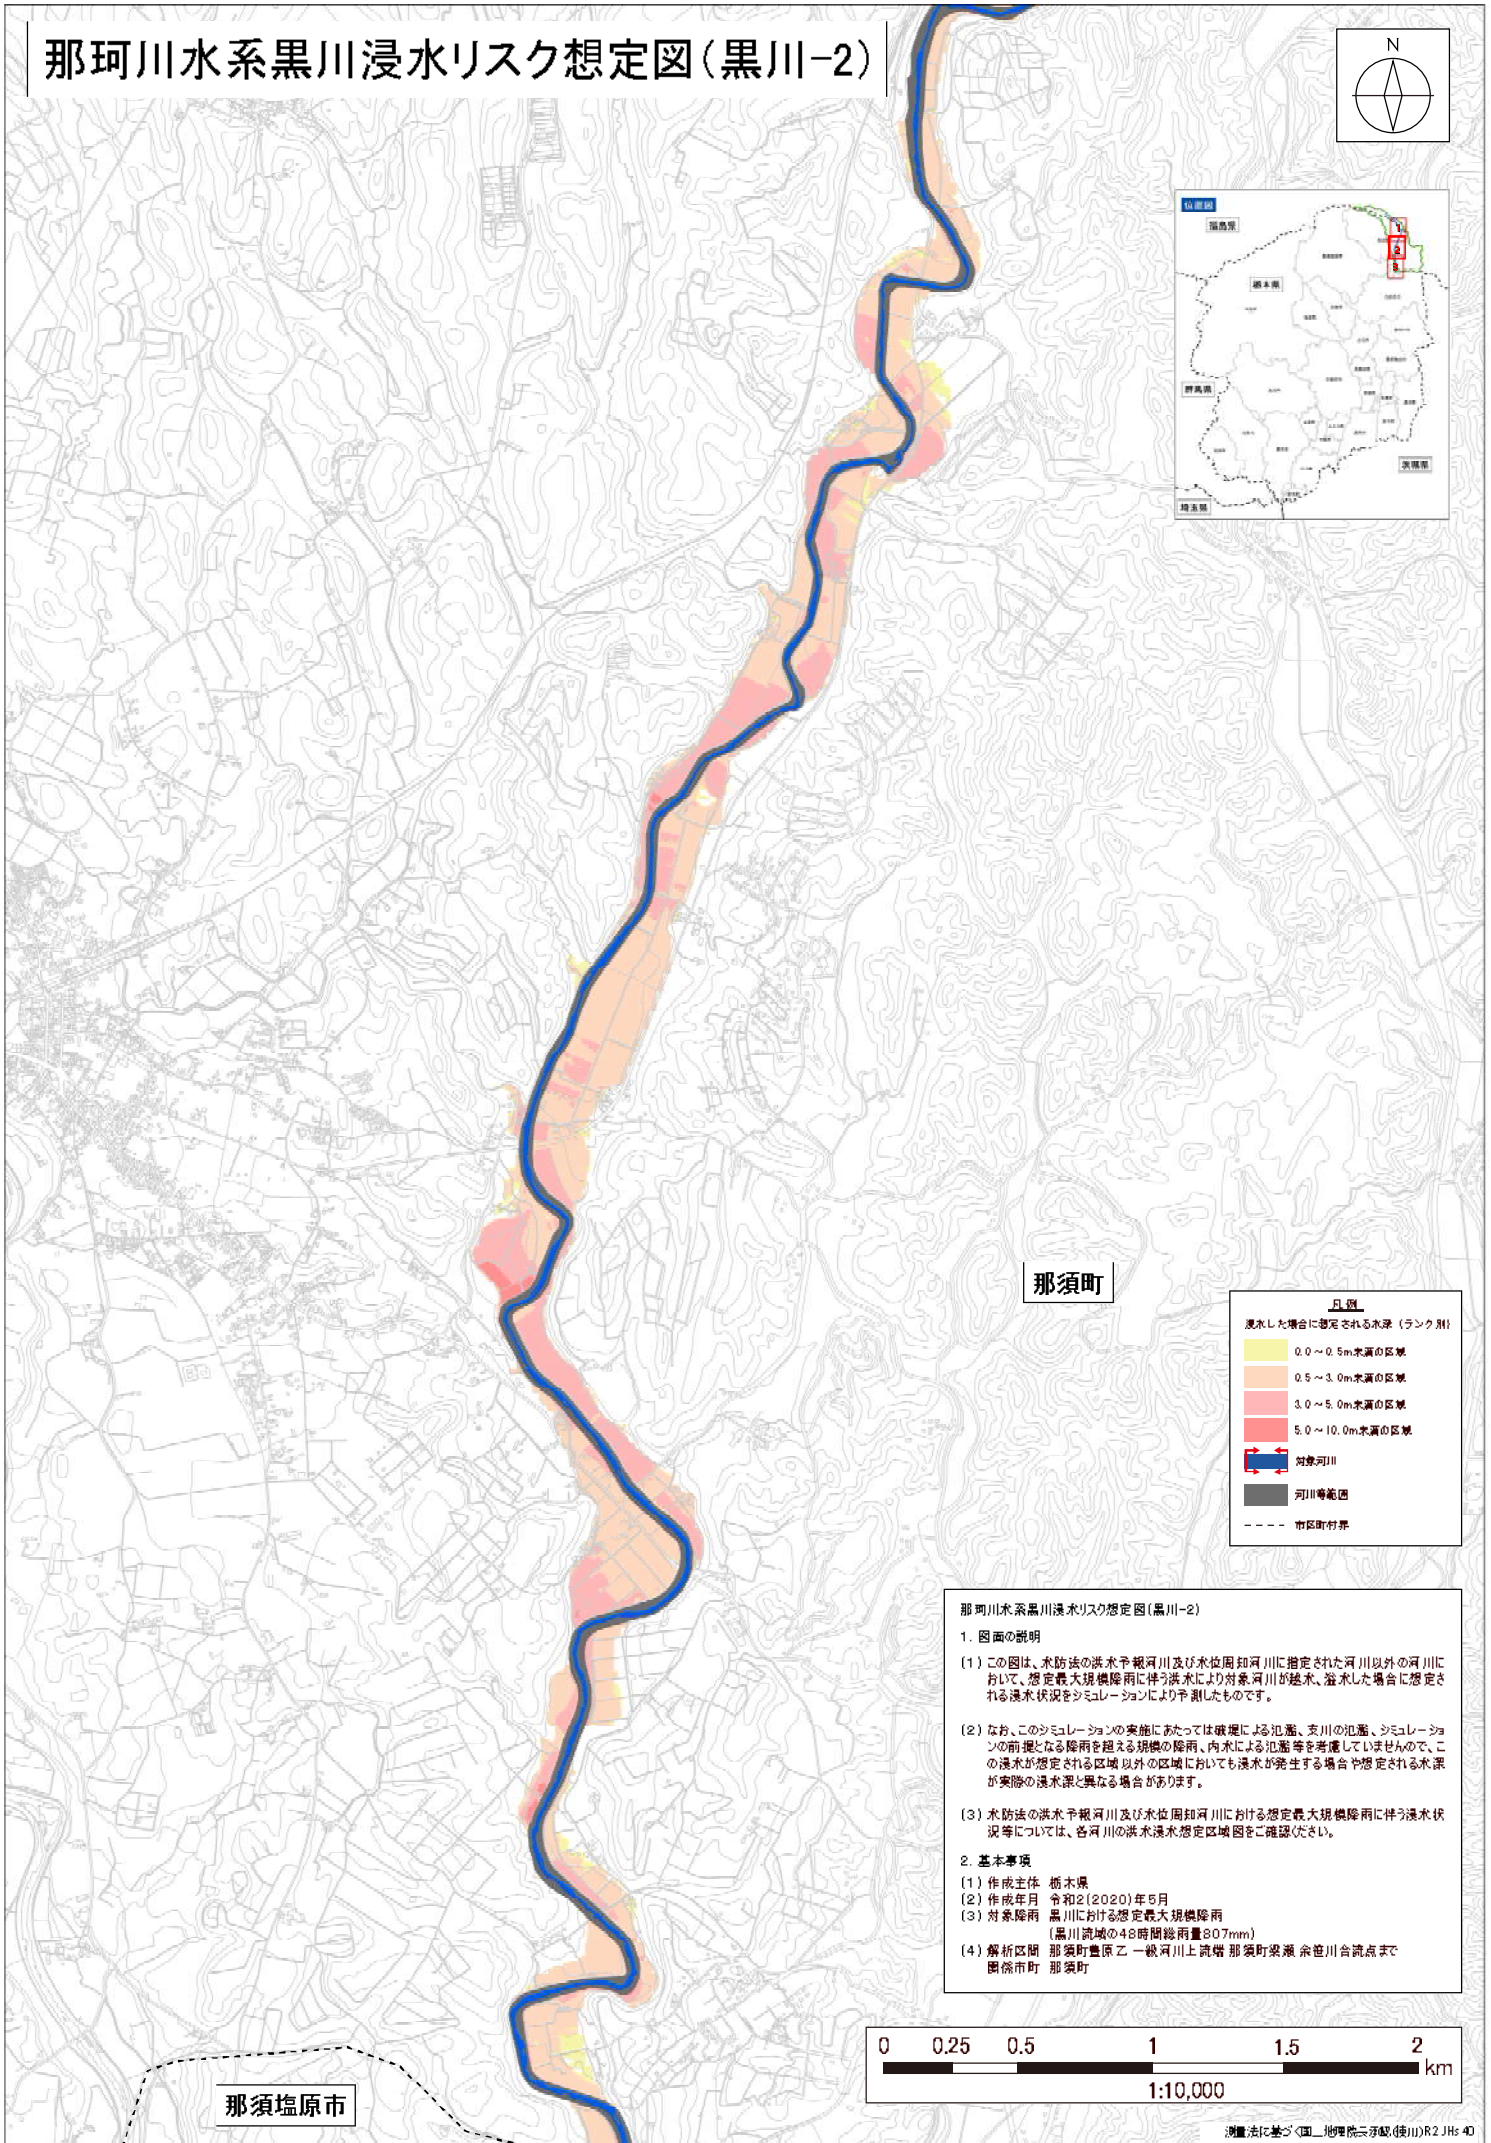 那珂川水系黒川浸水リスク想定図(黒川-2)
N
位置図
福島県
1
2
3
栃木県
群馬県
茨城県
埼玉県
那須町
凡例
浸水した場合に想定される水深（ランク別）
0.0～0.5m未満の区域
0.5～3.0m未満の区域
3.0～5.0m未満の区域
5.0～10.0m未満の区域
対象河川
河川等範囲
市区町村界
那珂川水系黒川浸水リスク想定図(黒川-2)
1. 図面の説明
(1) この図は、水防法の洪水予報河川及び水位周知河川に指定された河川以外の河川に
おいて、想定最大規模降雨に伴う洪水により対象河川が越水、溢水した場合に想定さ
れる浸水状況をシミュレーションにより予測したものです。
(2) なお、このシミュレーションの実施にあたっては破堤による氾濫、支川の氾濫、シミュレーショ
ンの前提となる降雨を超える規模の降雨、内水による氾濫等を考慮していませんので、こ
の浸水が想定される区域以外の区域においても浸水が発生する場合や想定される水深
が実際の浸水深と異なる場合があります。
(3) 水防法の洪水予報河川及び水位周知河川における想定最大規模降雨に伴う浸水状
況等については、各河川の洪水浸水想定区域図をご確認ください。
2. 基本事項
(1) 作成主体 栃木県
(2) 作成年月 令和2(2020)年5月
(3) 対象降雨 黒川における想定最大規模降雨
(黒川流域の48時間総雨量807mm)
(4) 解析区間 那須町豊原乙 一級河川上流端 那須町梁瀬 余笹川合流点まで
関係市町 那須町
0 0.25 0.5 1 1.5 2
km
1:10,000
那須塩原市